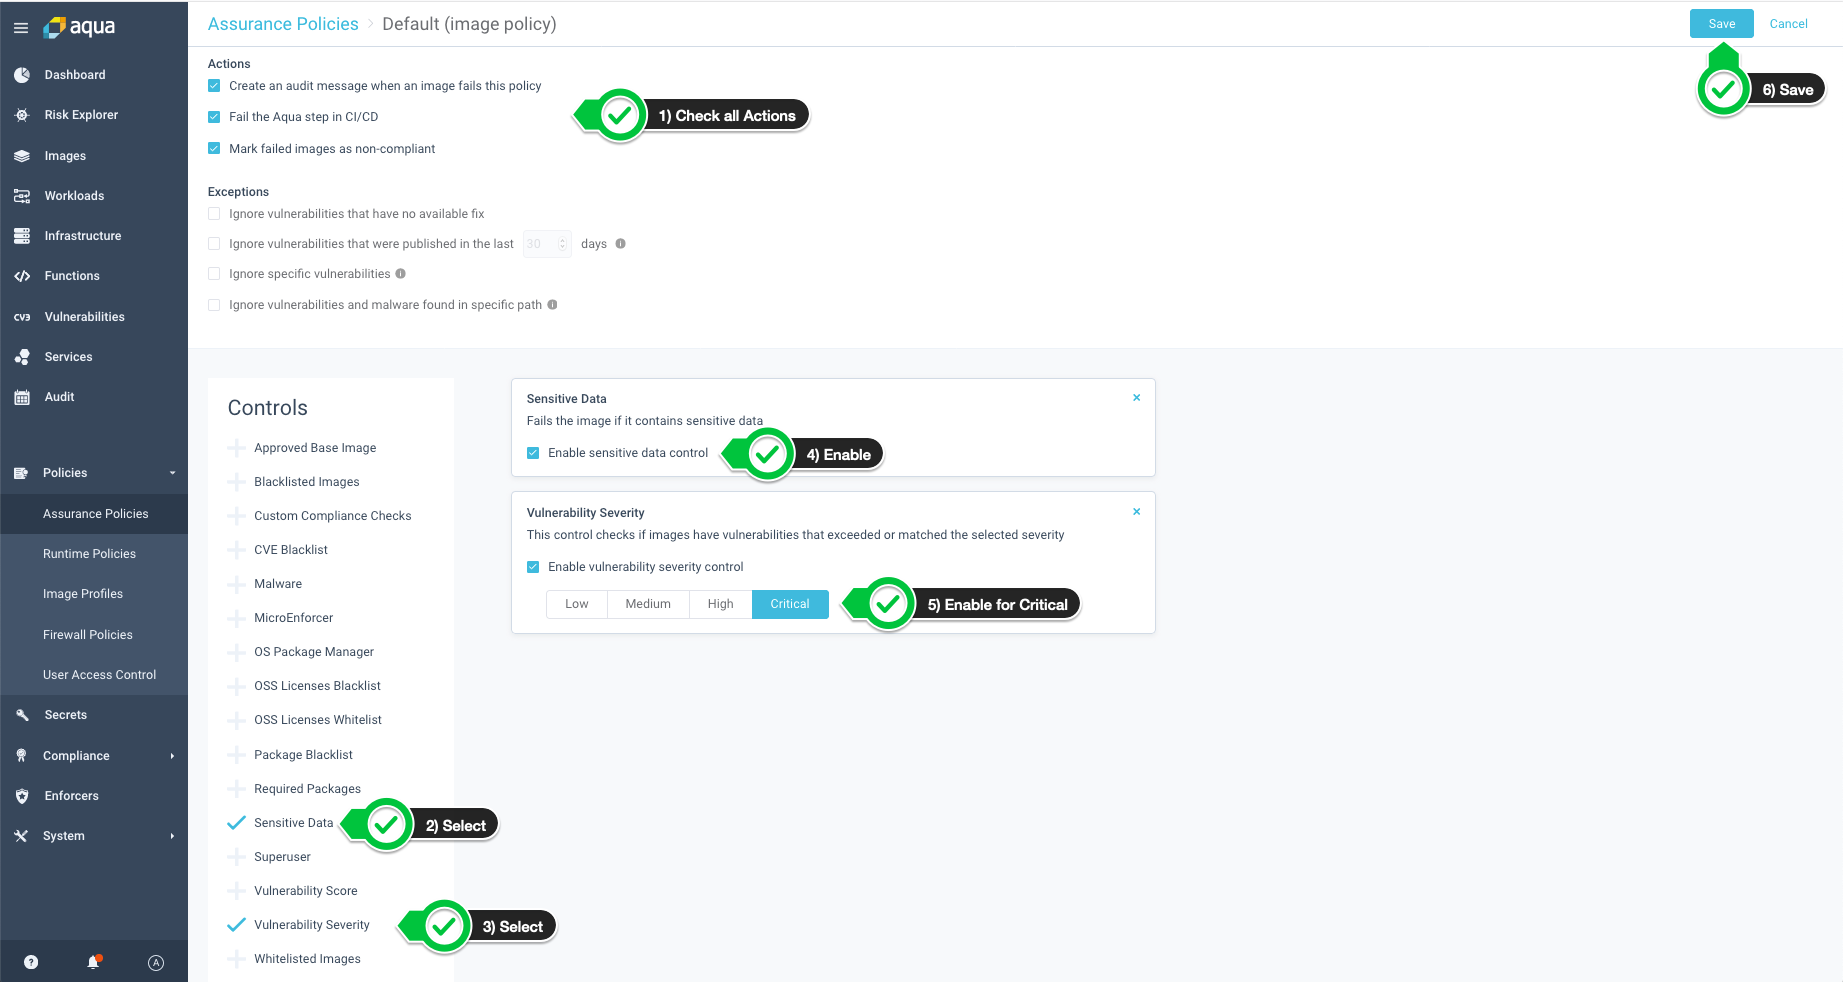 aqua
Assurance Policies > Default (image policy)
Save
Cancel
6) Save
Dashboard
Risk Explorer
Images
Workloads
Infrastructure
Functions
CVE Vulnerabilities
Services
Audit
Policies
Assurance Policies
Runtime Policies
Image Profiles
Firewall Policies
User Access Control
Secrets
Compliance
Enforcers
System
?
A
Actions
Create an audit message when an image fails this policy
Fail the Aqua step in CI/CD
Mark failed images as non-compliant
1) Check all Actions
Exceptions
Ignore vulnerabilities that have no available fix
Ignore vulnerabilities that were published in the last 30 days
Ignore specific vulnerabilities
Ignore vulnerabilities and malware found in specific path
Controls
Approved Base Image
Blacklisted Images
Custom Compliance Checks
CVE Blacklist
Malware
MicroEnforcer
OS Package Manager
OSS Licenses Blacklist
OSS Licenses Whitelist
Package Blacklist
Required Packages
Sensitive Data
2) Select
Superuser
Vulnerability Score
Vulnerability Severity
3) Select
Whitelisted Images
Sensitive Data
Fails the image if it contains sensitive data
Enable sensitive data control
4) Enable
Vulnerability Severity
This control checks if images have vulnerabilities that exceeded or matched the selected severity
Enable vulnerability severity control
Low Medium High Critical
5) Enable for Critical